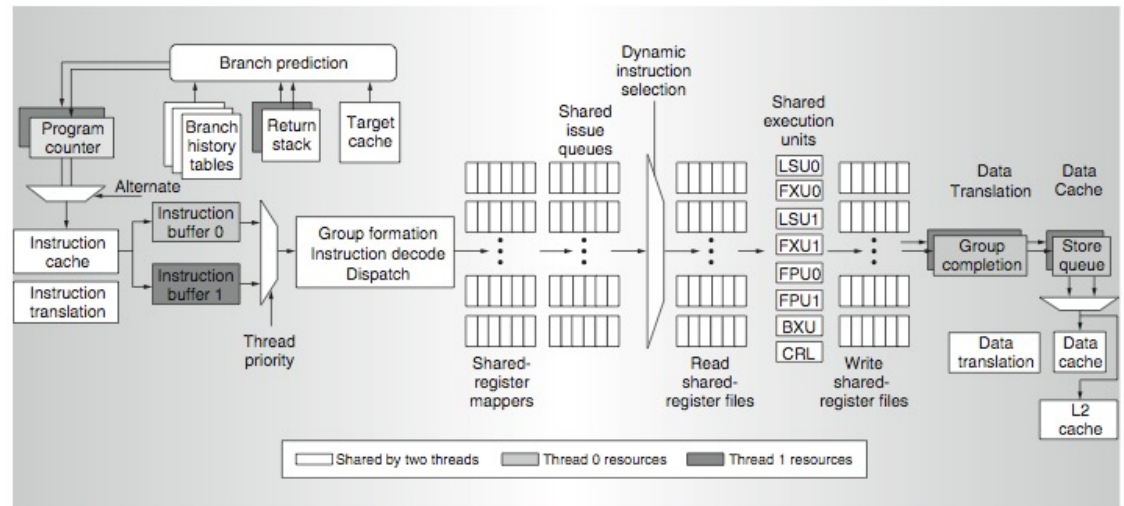 Branch prediction
Program
counter
Branch
history
tables
Return
stack
Target
cache
Alternate
Instruction
cache
Instruction
translation
Instruction
buffer 0
Instruction
buffer 1
Thread
priority
Group formation
Instruction decode
Dispatch
Shared-
register
mappers
Shared
issue
queues
Dynamic
instruction
selection
Read
shared-
register files
Shared
execution
units
LSU0
FXU0
LSU1
FXU1
FPU0
FPU1
BXU
CRL
Write
shared-
register files
Data
Translation
Group
completion
Data
Cache
Store
queue
Data
translation
Data
cache
L2
cache
Shared by two threads
Thread 0 resources
Thread 1 resources